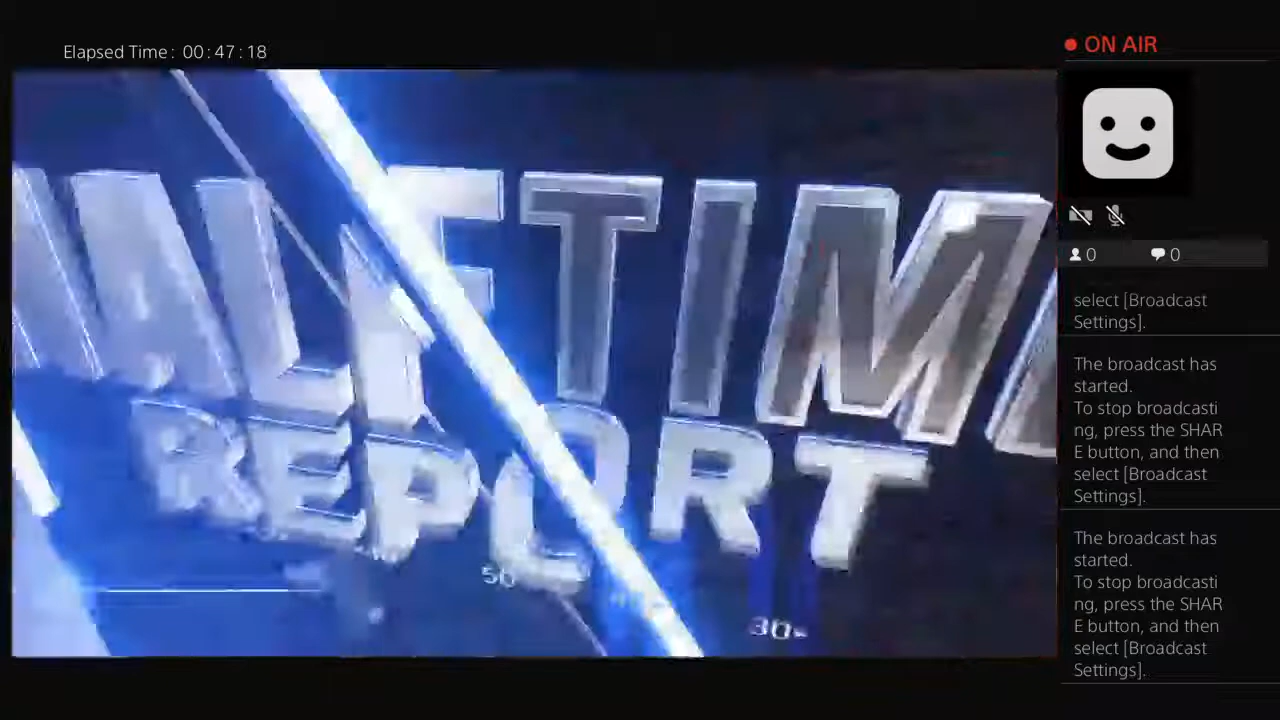 Elapsed Time: 00:47:18
ON AIR
0 0
select [Broadcast
Settings].
The broadcast has
started.
To stop broadcasti
ng, press the SHAR
E button, and then
select [Broadcast
Settings].
The broadcast has
started.
To stop broadcasti
ng, press the SHAR
E button, and then
select [Broadcast
Settings].
ALFTIM
REPORT
50
30